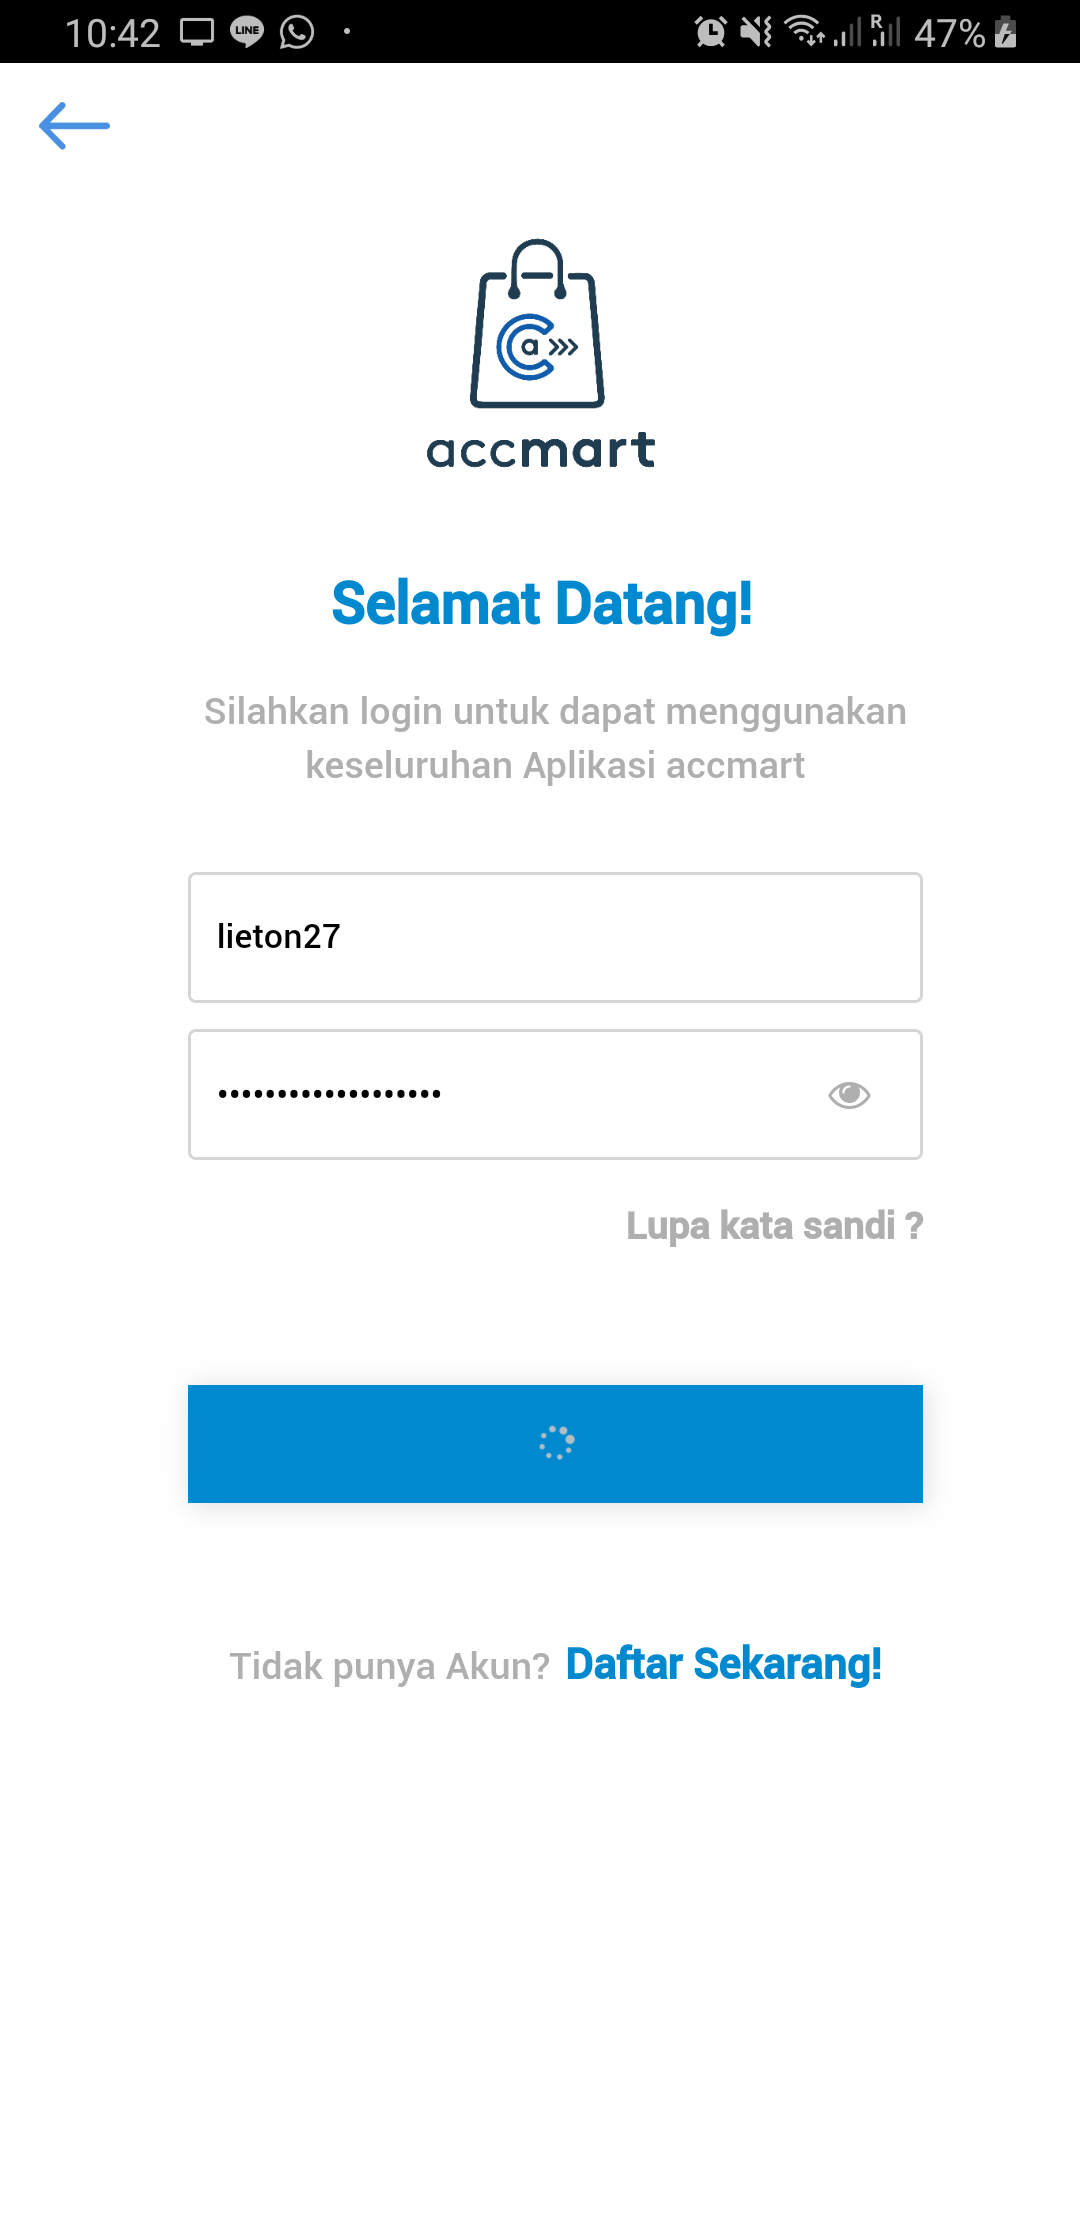 10:42 LINE R 47%
a
accmart
Selamat Datang!
Silahkan login untuk dapat menggunakan
keseluruhan Aplikasi accmart
lieton27
•••••••••••••••••••
Lupa kata sandi ?
Tidak punya Akun? Daftar Sekarang!